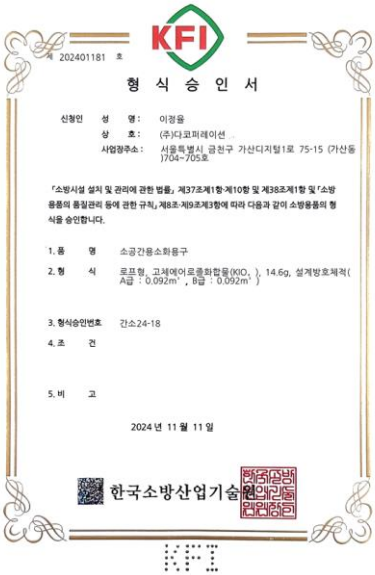 KFI
제 202401181 호
형 식 승 인 서
신청인 성 명 : 이정율
상 호 : (주)다코퍼레이션
사업장주소 : 서울특별시 금천구 가산디지털1로 75-15 (가산동
)704~705호
「소방시설 설치 및 관리에 관한 법률」 제37조제1항·제10항 및 제38조제1항 및 「소방
용품의 품질관리 등에 관한 규칙」제8조·제9조제3항에 따라 다음과 같이 소방용품의 형
식을 승인합니다.
1. 품 명 소공간용소화용구
2. 형 식 로프형, 고체에어로졸화합물(KIO, ), 14.6g, 설계방호체적(
A급 : 0.092m³ , B급 : 0.092m³ )
3. 형식승인번호 간소24-18
4. 조 건
5. 비 고
2024 년 11 월 11 일
한국소방산업기술원
KFI